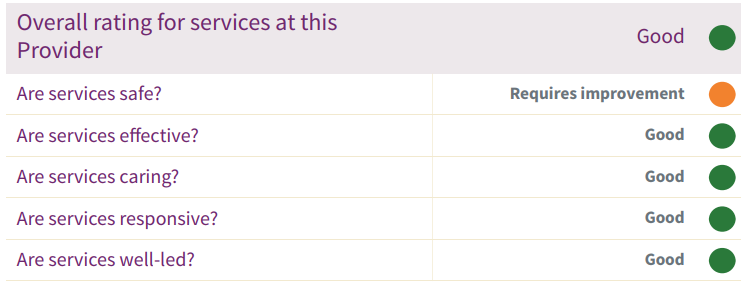 Overall rating for services at this
Provider Good
Are services safe? Requires improvement
Are services effective? Good
Are services caring? Good
Are services responsive? Good
Are services well-led? Good